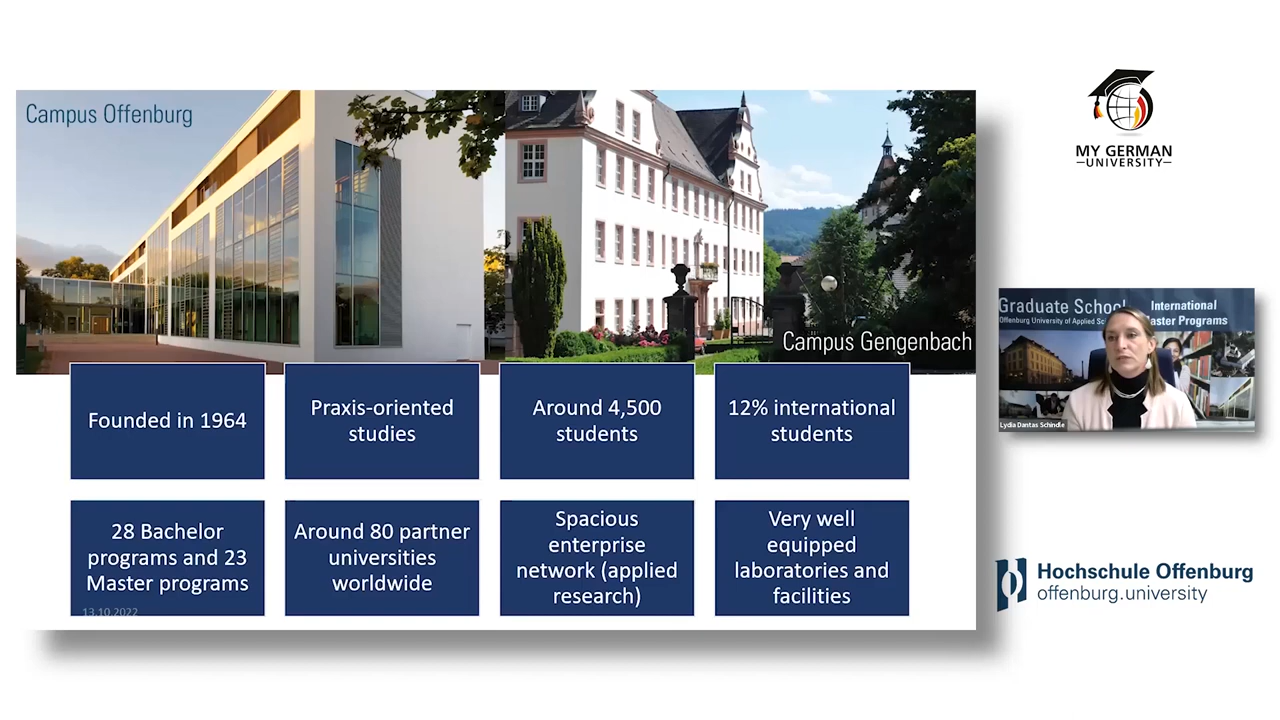 Campus Offenburg
Campus Gengenbach
Founded in 1964
Praxis-oriented
studies
Around 4,500
students
12% international
students
28 Bachelor
programs and 23
Master programs
Around 80 partner
universities
worldwide
Spacious
enterprise
network (applied
research)
Very well
equipped
laboratories and
facilities
13.10.2022
MY GERMAN
UNIVERSITY
Graduate School
Offenburg University of Applied
International
Master Programs
Lydia Dantas Schindle
Hochschule Offenburg
offenburg.university